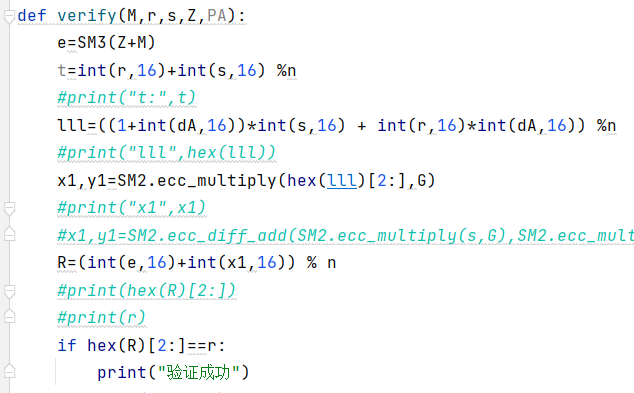 def verify(M,r,s,Z,PA):
    e=SM3(Z+M)
    t=int(r,16)+int(s,16) %n
    #print("t:",t)
    lll=((1+int(dA,16))*int(s,16) + int(r,16)*int(dA,16)) %n
    #print("lll",hex(lll))
    x1,y1=SM2.ecc_multiply(hex(lll)[2:],G)
    #print("x1",x1)
    #x1,y1=SM2.ecc_diff_add(SM2.ecc_multiply(s,G),SM2.ecc_mult
    R=(int(e,16)+int(x1,16)) % n
    #print(hex(R)[2:])
    #print(r)
    if hex(R)[2:]==r:
        print("验证成功")